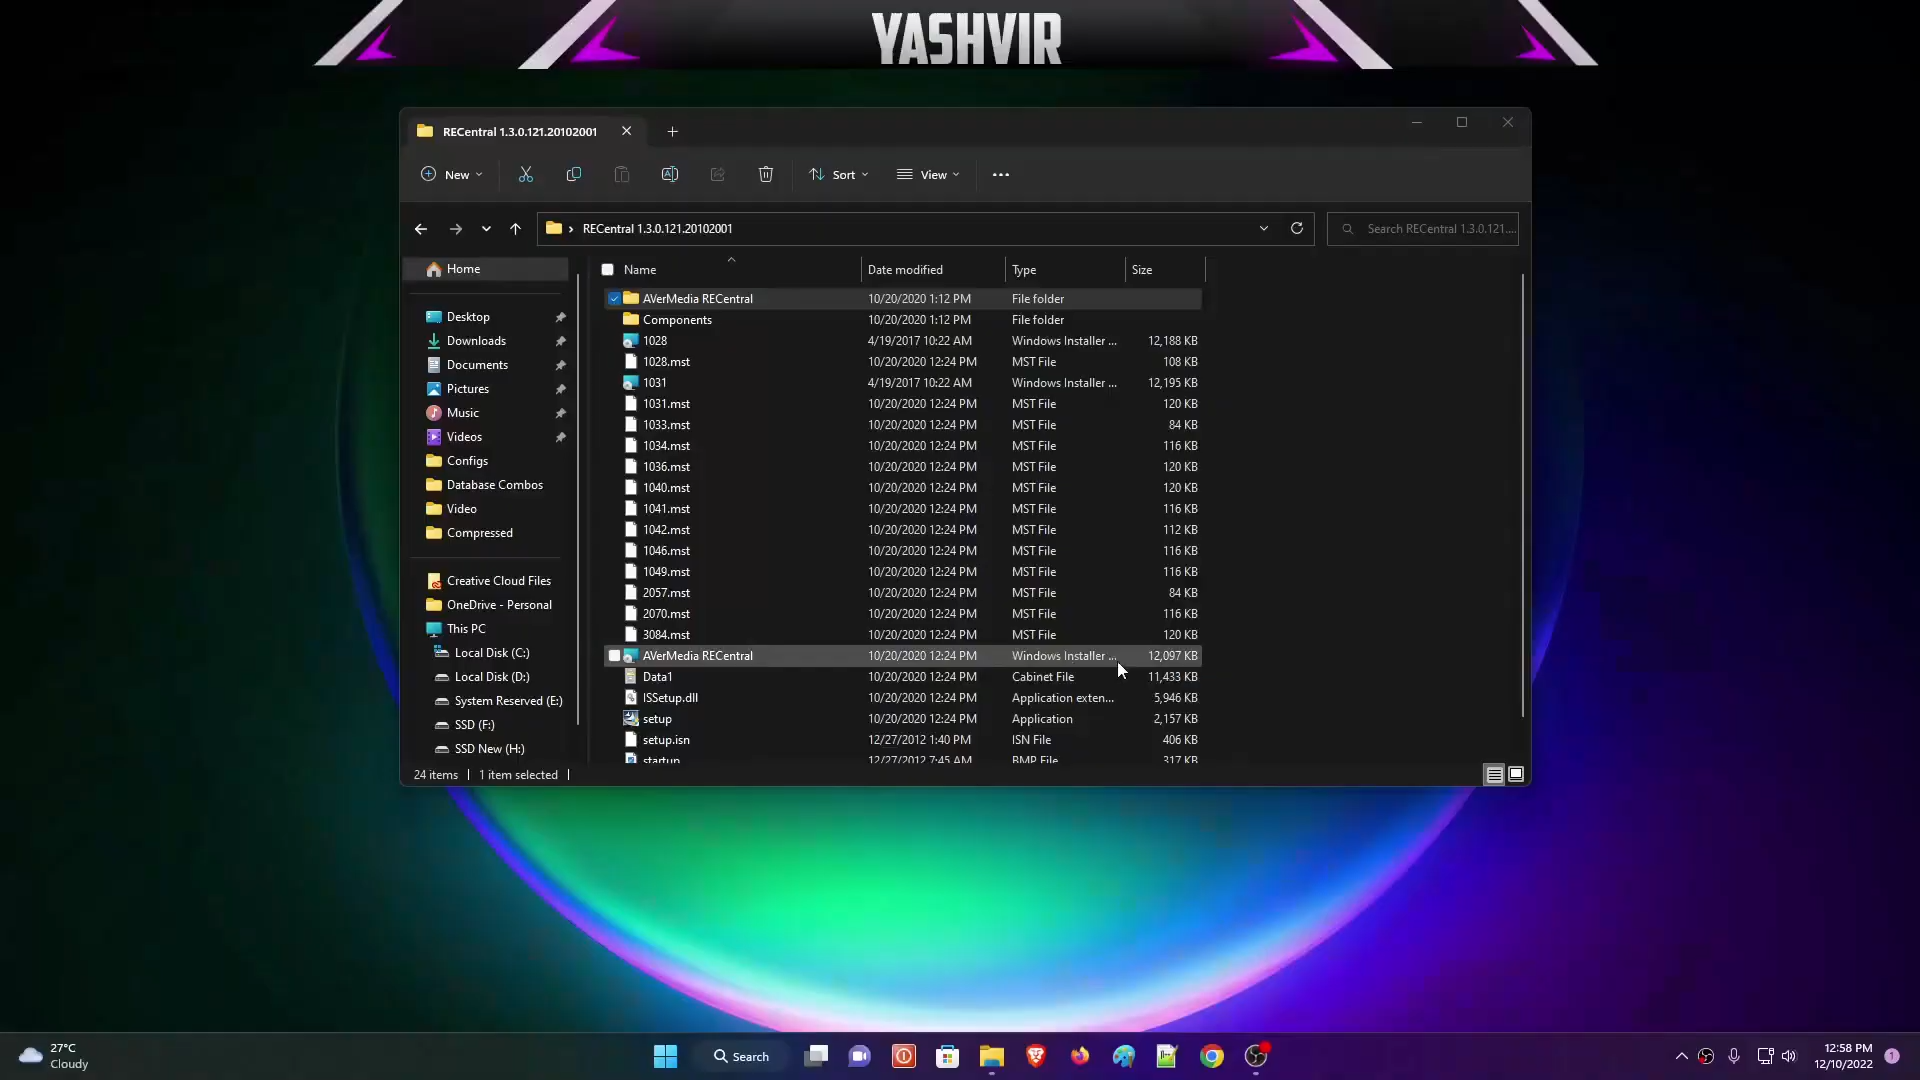 YASHVIR
RECentral 1.3.0.121.20102001
New
Sort
View
RECentral 1.3.0.121.20102001
Search RECentral 1.3.0.121....
Home
Desktop
Downloads
Documents
Pictures
Music
Videos
Configs
Database Combos
Video
Compressed
Creative Cloud Files
OneDrive - Personal
This PC
Local Disk (C:)
Local Disk (D:)
System Reserved (E:)
SSD (F:)
SSD New (H:)
Name Date modified Type Size
AVerMedia RECentral 10/20/2020 1:12 PM File folder
Components 10/20/2020 1:12 PM File folder
1028 4/19/2017 10:22 AM Windows Installer ... 12,188 KB
1028.mst 10/20/2020 12:24 PM MST File 108 KB
1031 4/19/2017 10:22 AM Windows Installer ... 12,195 KB
1031.mst 10/20/2020 12:24 PM MST File 120 KB
1033.mst 10/20/2020 12:24 PM MST File 84 KB
1034.mst 10/20/2020 12:24 PM MST File 116 KB
1036.mst 10/20/2020 12:24 PM MST File 120 KB
1040.mst 10/20/2020 12:24 PM MST File 120 KB
1041.mst 10/20/2020 12:24 PM MST File 116 KB
1042.mst 10/20/2020 12:24 PM MST File 112 KB
1046.mst 10/20/2020 12:24 PM MST File 116 KB
1049.mst 10/20/2020 12:24 PM MST File 116 KB
2057.mst 10/20/2020 12:24 PM MST File 84 KB
2070.mst 10/20/2020 12:24 PM MST File 116 KB
3084.mst 10/20/2020 12:24 PM MST File 120 KB
AVerMedia RECentral 10/20/2020 12:24 PM Windows Installer ... 12,097 KB
Data1 10/20/2020 12:24 PM Cabinet File 11,433 KB
ISSetup.dll 10/20/2020 12:24 PM Application exten... 5,946 KB
setup 10/20/2020 12:24 PM Application 2,157 KB
setup.isn 12/27/2012 1:40 PM ISN File 406 KB
startup 12/27/2012 7:45 AM BMP File 317 KB
24 items 1 item selected
27°C
Cloudy
Search
12:58 PM
12/10/2022
1